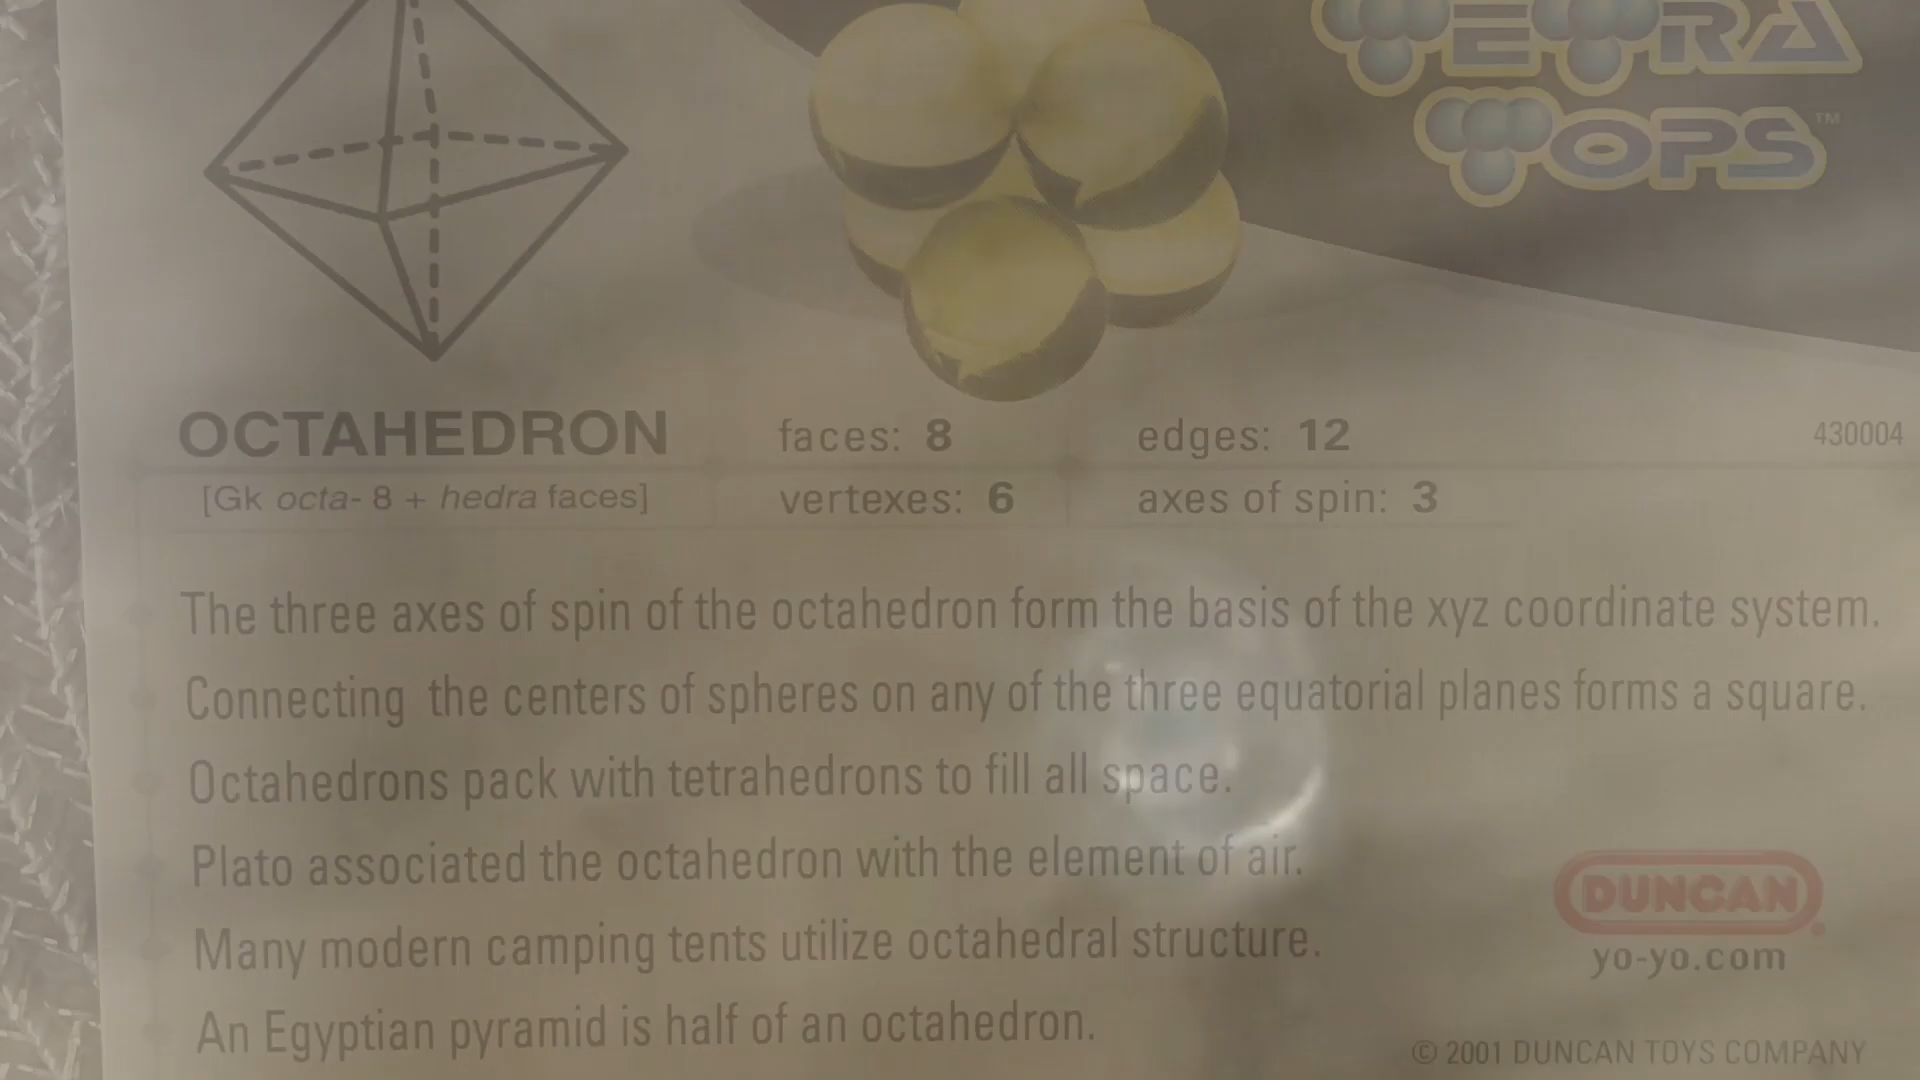 TETRA
TOPS™
OCTAHEDRON
faces: 8
edges: 12
430004
[Gk octa- 8 + hedra faces]
vertexes: 6
axes of spin: 3
The three axes of spin of the octahedron form the basis of the xyz coordinate system.
Connecting the centers of spheres on any of the three equatorial planes forms a square.
Octahedrons pack with tetrahedrons to fill all space.
Plato associated the octahedron with the element of air.
Many modern camping tents utilize octahedral structure.
An Egyptian pyramid is half of an octahedron.
DUNCAN®
yo-yo.com
© 2001 DUNCAN TOYS COMPANY